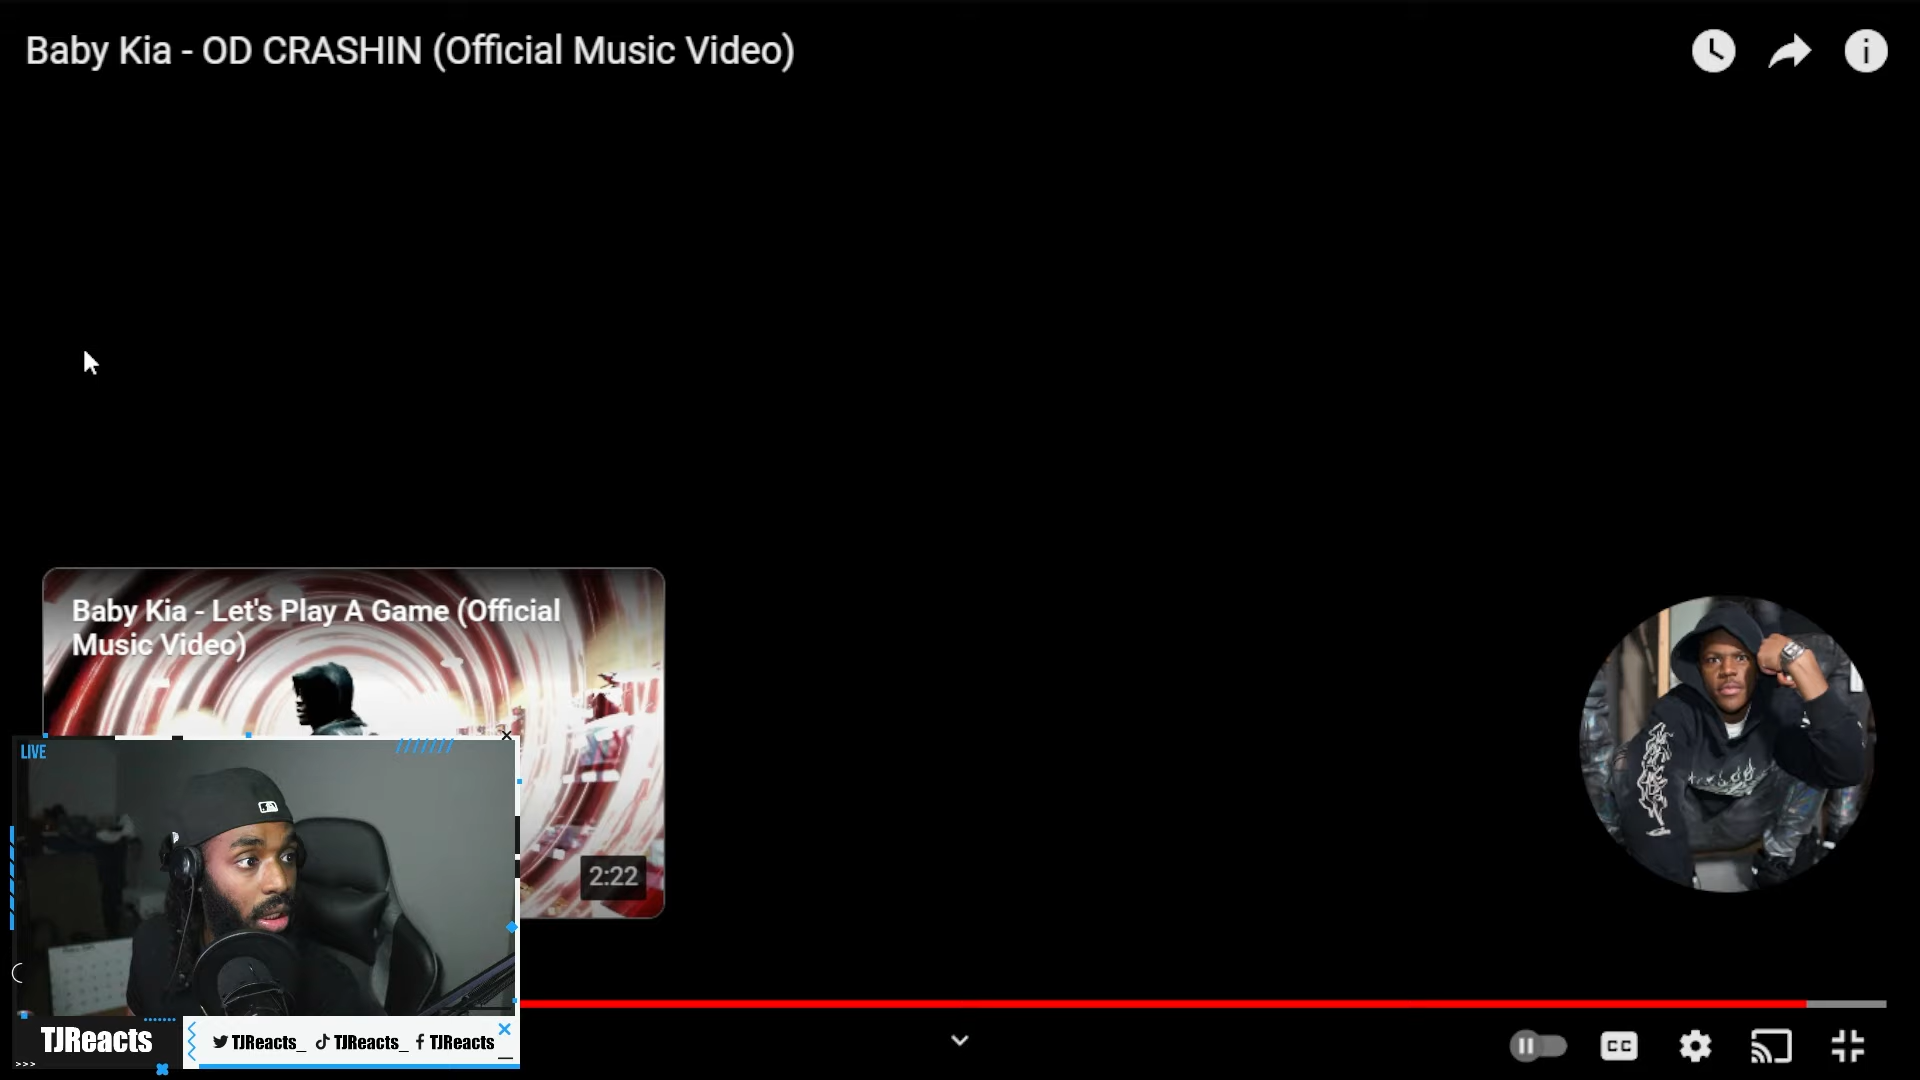 Baby Kia - OD CRASHIN (Official Music Video)
Baby Kia - Let's Play A Game (Official
Music Video)
2:22
LIVE
TJReacts
TJReacts_ TJReacts_ TJReacts
>>>
CC